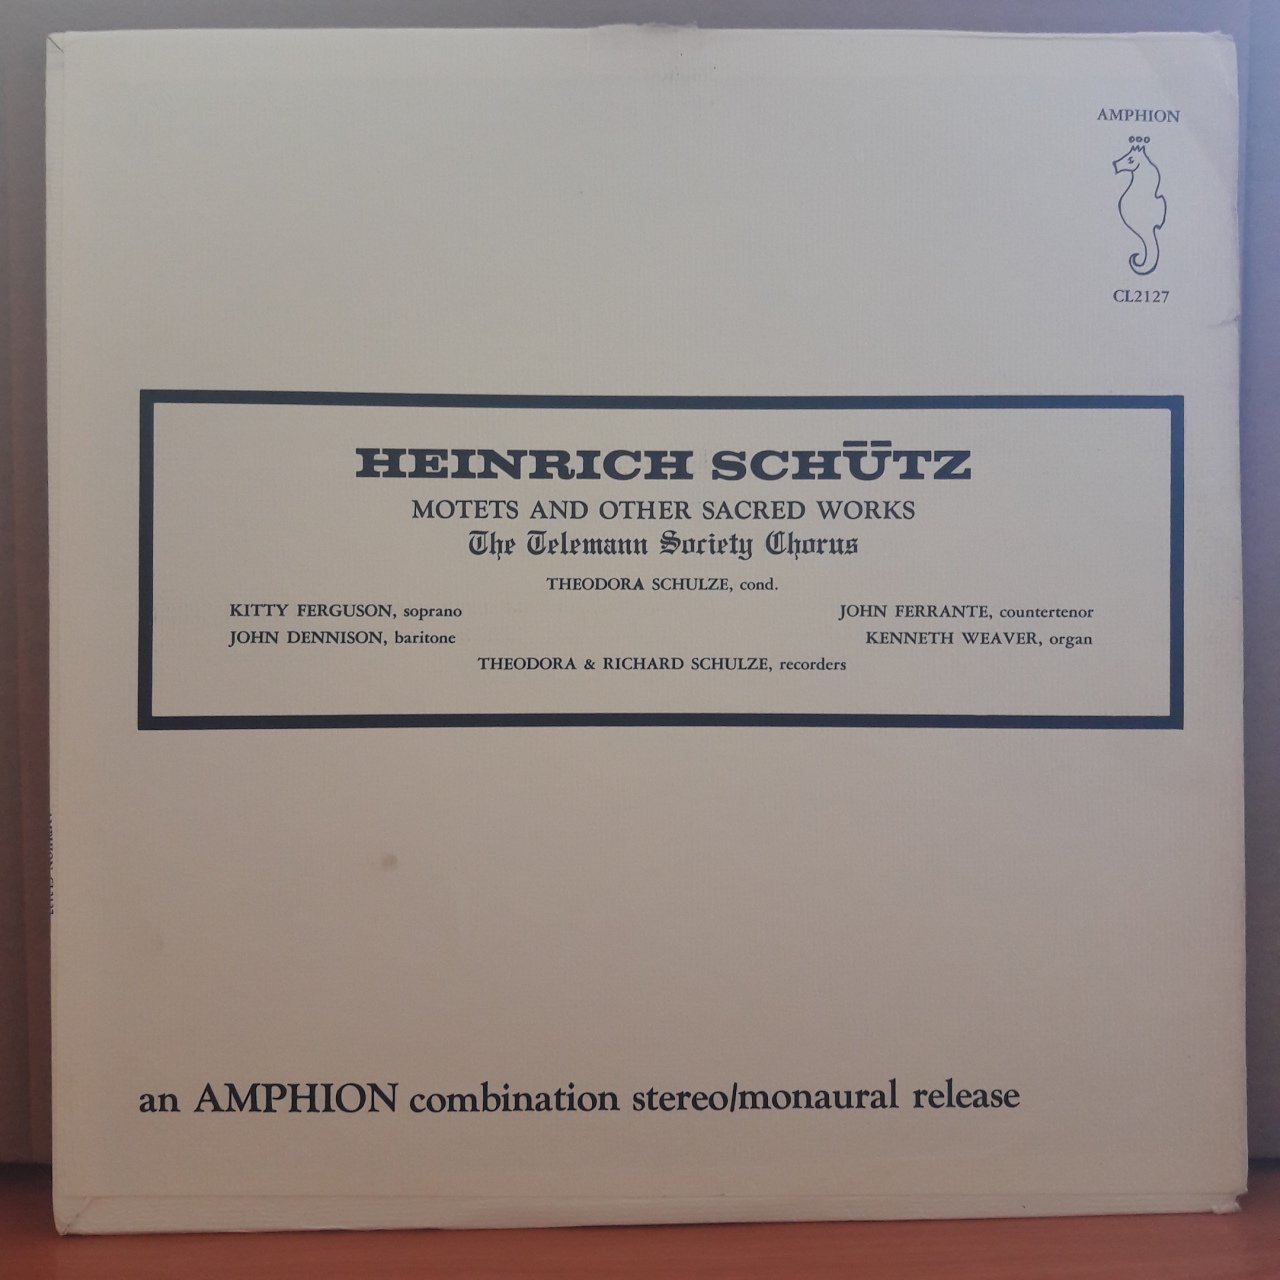 AMPHION
CL2127
HEINRICH SCHÜTZ
MOTETS AND OTHER SACRED WORKS
The Telemann Society Chorus
THEODORA SCHULZE, cond.
KITTY FERGUSON, soprano
JOHN FERRANTE, countertenor
JOHN DENNISON, baritone
KENNETH WEAVER, organ
THEODORA & RICHARD SCHULZE, recorders
an AMPHION combination stereo/monaural release